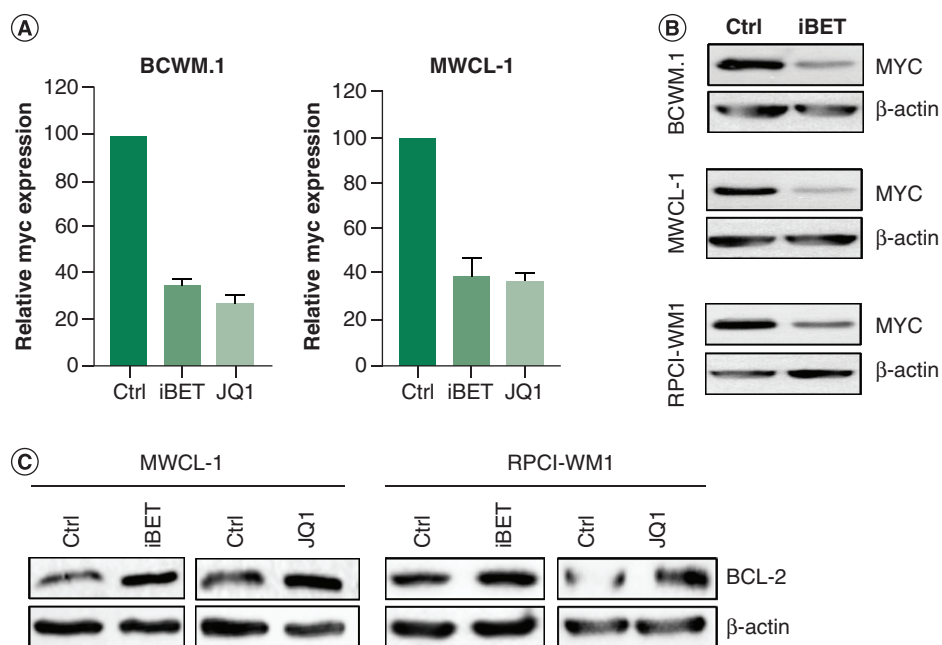 A
BCWM.1
Relative myc expression
120
100
80
60
40
20
0
Ctrl iBET JQ1
MWCL-1
Relative myc expression
120
100
80
60
40
20
0
Ctrl iBET JQ1
B
Ctrl iBET
BCWM.1
MYC
β-actin
MWCL-1
MYC
β-actin
RPCI-WM1
MYC
β-actin
C
MWCL-1 RPCI-WM1
Ctrl iBET Ctrl JQ1 Ctrl iBET Ctrl JQ1
BCL-2
β-actin